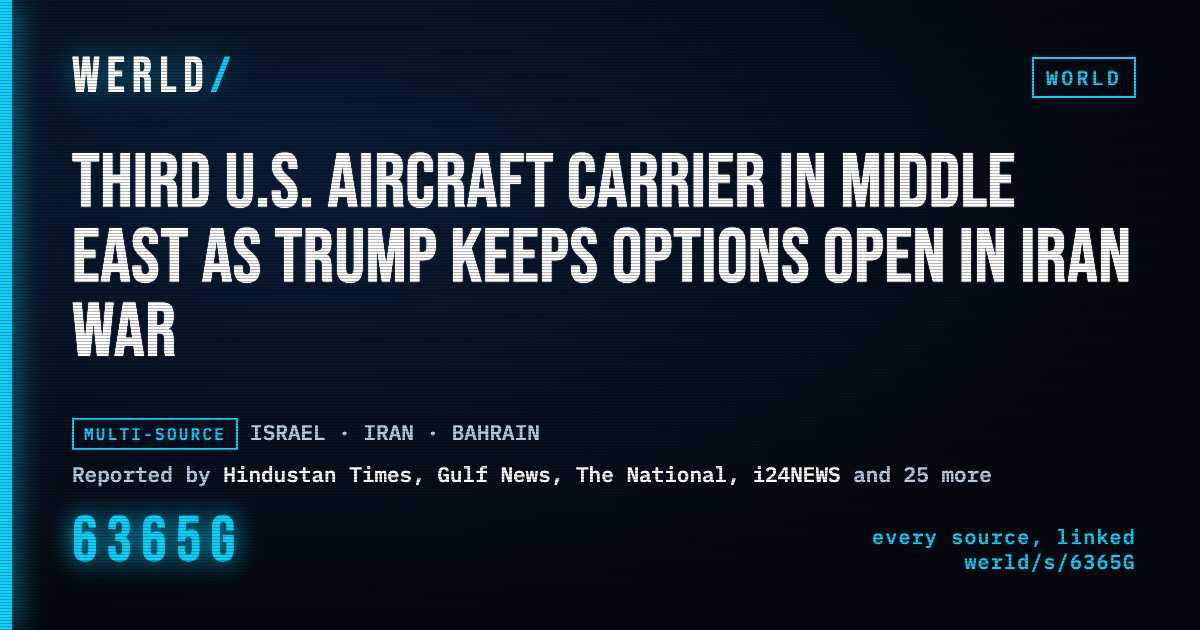 WERLD/
WORLD
THIRD U.S. AIRCRAFT CARRIER IN MIDDLE
EAST AS TRUMP KEEPS OPTIONS OPEN IN IRAN
WAR
MULTI-SOURCE ISRAEL · IRAN · BAHRAIN
Reported by Hindustan Times, Gulf News, The National, i24NEWS and 25 more
6365G
every source, linked
werld/s/6365G